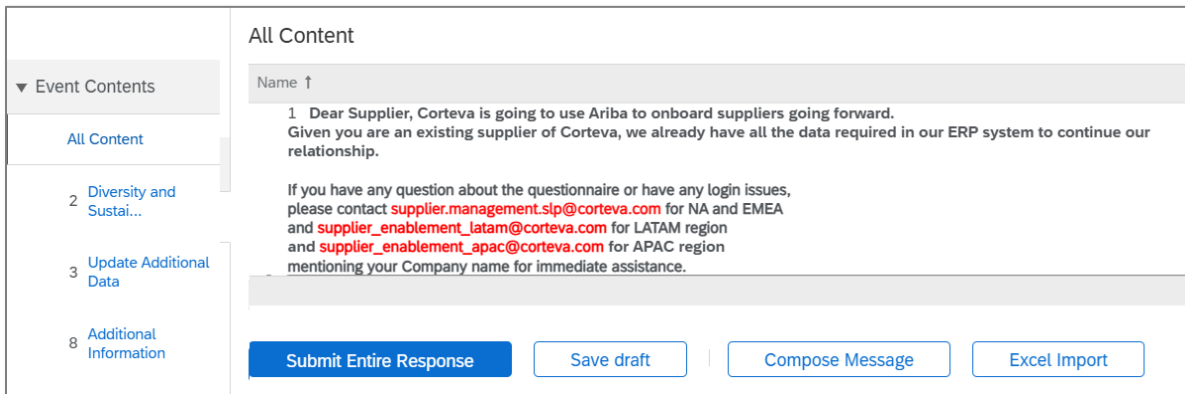 All Content
Name ↑
▼ Event Contents
All Content
2 Diversity and
Sustai...
3 Update Additional
Data
8 Additional
Information
1 Dear Supplier, Corteva is going to use Ariba to onboard suppliers going forward.
Given you are an existing supplier of Corteva, we already have all the data required in our ERP system to continue our
relationship.
If you have any question about the questionnaire or have any login issues,
please contact supplier.management.slp@corteva.com for NA and EMEA
and supplier_enablement_latam@corteva.com for LATAM region
and supplier_enablement_apac@corteva.com for APAC region
mentioning your Company name for immediate assistance.
Submit Entire Response
Save draft
Compose Message
Excel Import